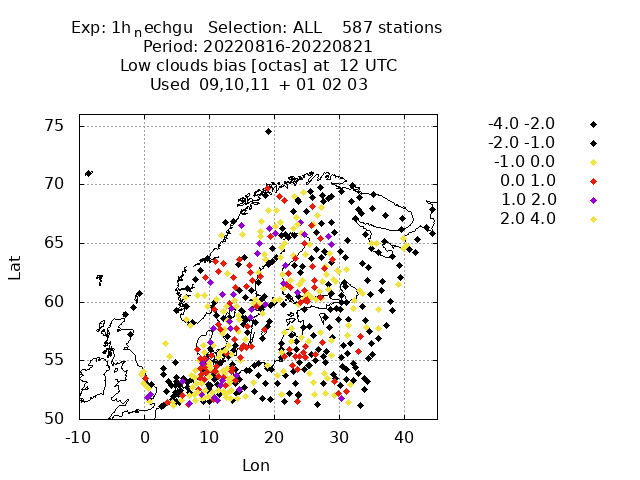 Exp: 1h_nechgu   Selection: ALL    587 stations
Period: 20220816-20220821
Low clouds bias [octas] at  12 UTC
Used  09,10,11  + 01 02 03
-4.0 -2.0
-2.0 -1.0
-1.0 0.0
0.0 1.0
1.0 2.0
2.0 4.0
75
70
65
60
55
50
Lat
-10 0 10 20 30 40
Lon